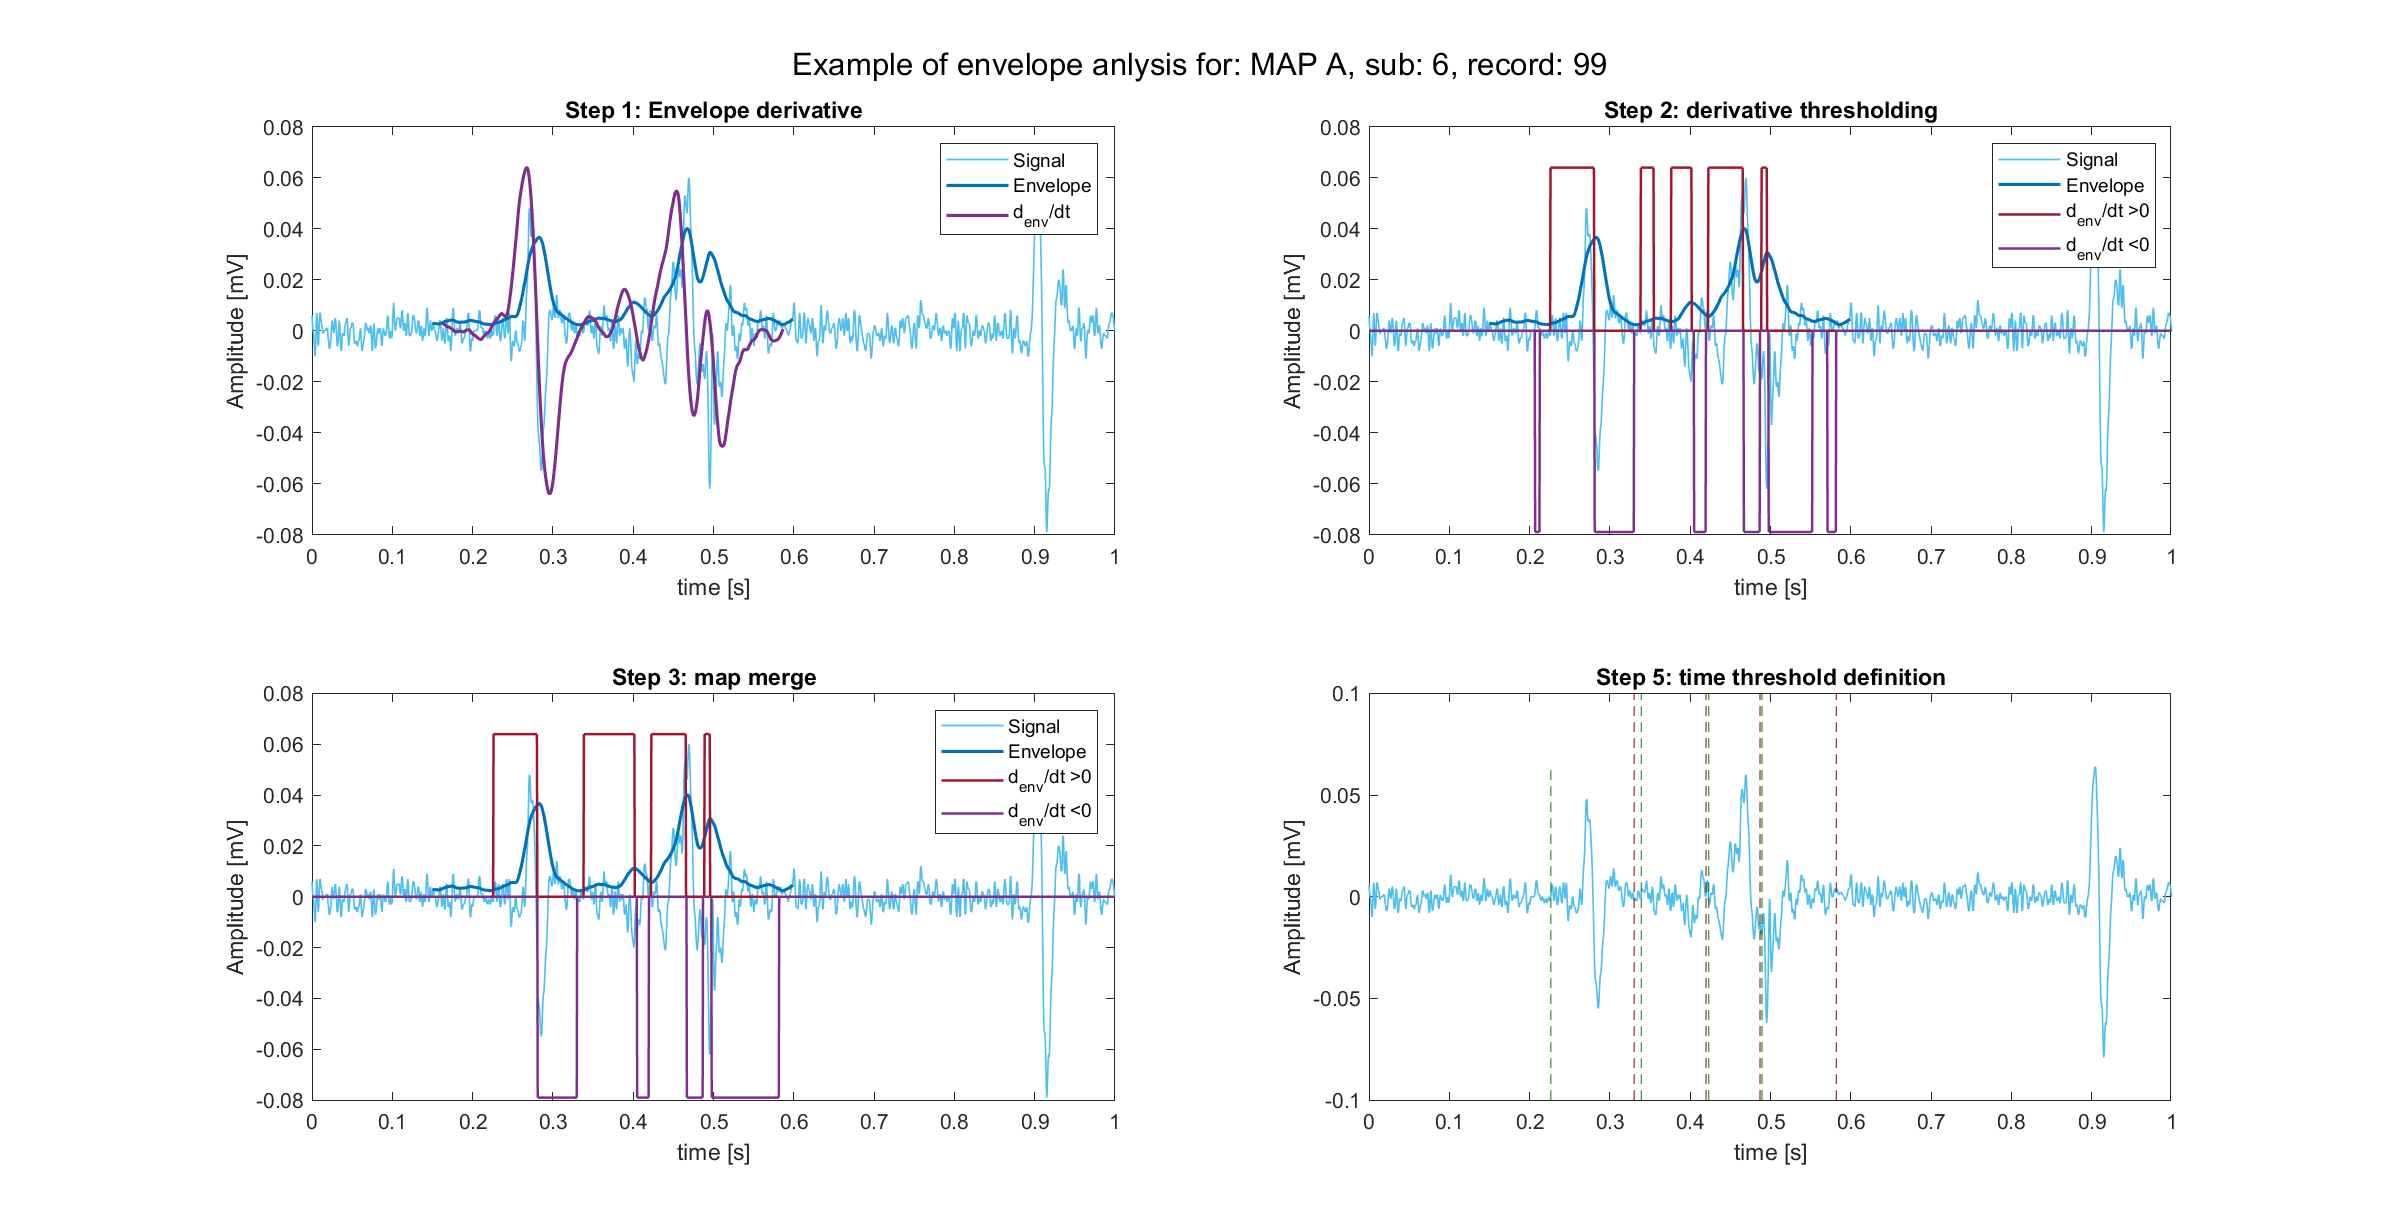 Example of envelope anlysis for: MAP A, sub: 6, record: 99
Step 1: Envelope derivative
0.08
0.06
0.04
0.02
0
-0.02
-0.04
-0.06
-0.08
Amplitude [mV]
0 0.1 0.2 0.3 0.4 0.5 0.6 0.7 0.8 0.9 1
time [s]
Signal
Envelope
d_env/dt
Step 2: derivative thresholding
0.08
0.06
0.04
0.02
0
-0.02
-0.04
-0.06
-0.08
Amplitude [mV]
0 0.1 0.2 0.3 0.4 0.5 0.6 0.7 0.8 0.9 1
time [s]
Signal
Envelope
d_env/dt >0
d_env/dt <0
Step 3: map merge
0.08
0.06
0.04
0.02
0
-0.02
-0.04
-0.06
-0.08
Amplitude [mV]
0 0.1 0.2 0.3 0.4 0.5 0.6 0.7 0.8 0.9 1
time [s]
Signal
Envelope
d_env/dt >0
d_env/dt <0
Step 5: time threshold definition
0.1
0.05
0
-0.05
-0.1
Amplitude [mV]
0 0.1 0.2 0.3 0.4 0.5 0.6 0.7 0.8 0.9 1
time [s]